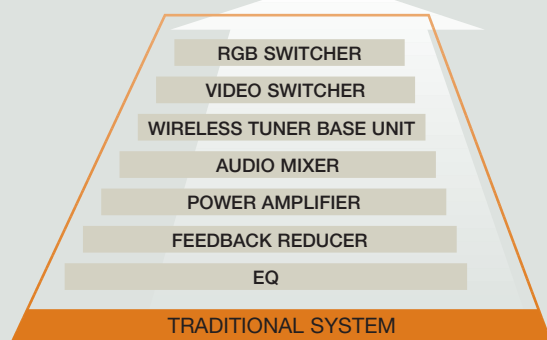 RGB SWITCHER
VIDEO SWITCHER
WIRELESS TUNER BASE UNIT
AUDIO MIXER
POWER AMPLIFIER
FEEDBACK REDUCER
EQ
TRADITIONAL SYSTEM